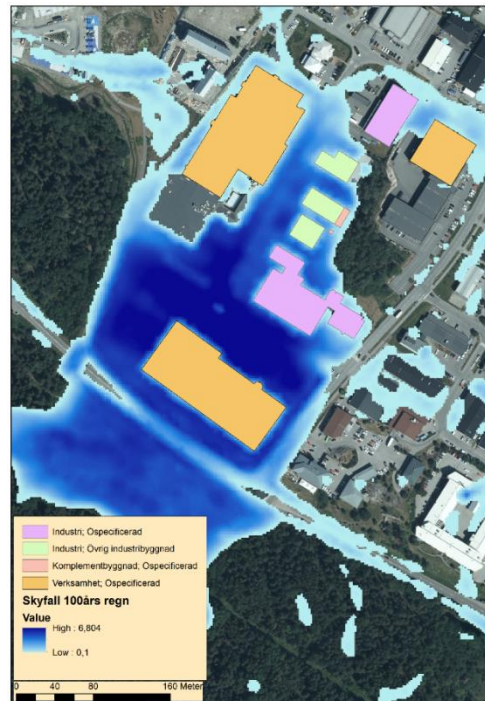 Industri; Ospecificerad
Industri; Övrig industribyggnad
Komplementbyggnad; Ospecificerad
Verksamhet; Ospecificerad
Skyfall 100års regn
Value
High : 6,804
Low : 0,1
0 40 80 160 Meter